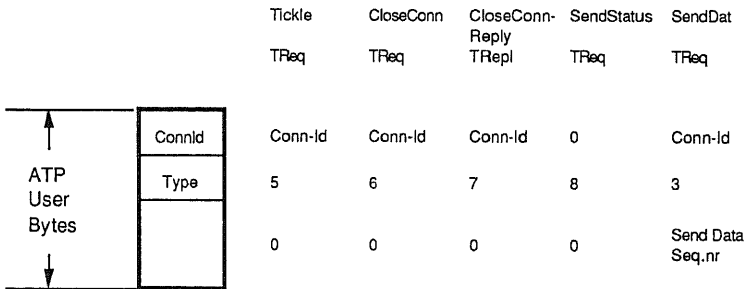 Tickle CloseConn CloseConn- SendStatus SendDat
Reply
TReq TReq TRepl TReq TReq
ConnId Conn-Id Conn-Id Conn-Id 0 Conn-Id
ATP
User
Bytes
Type 5 6 7 8 3
0 0 0 0 Send Data
Seq.nr